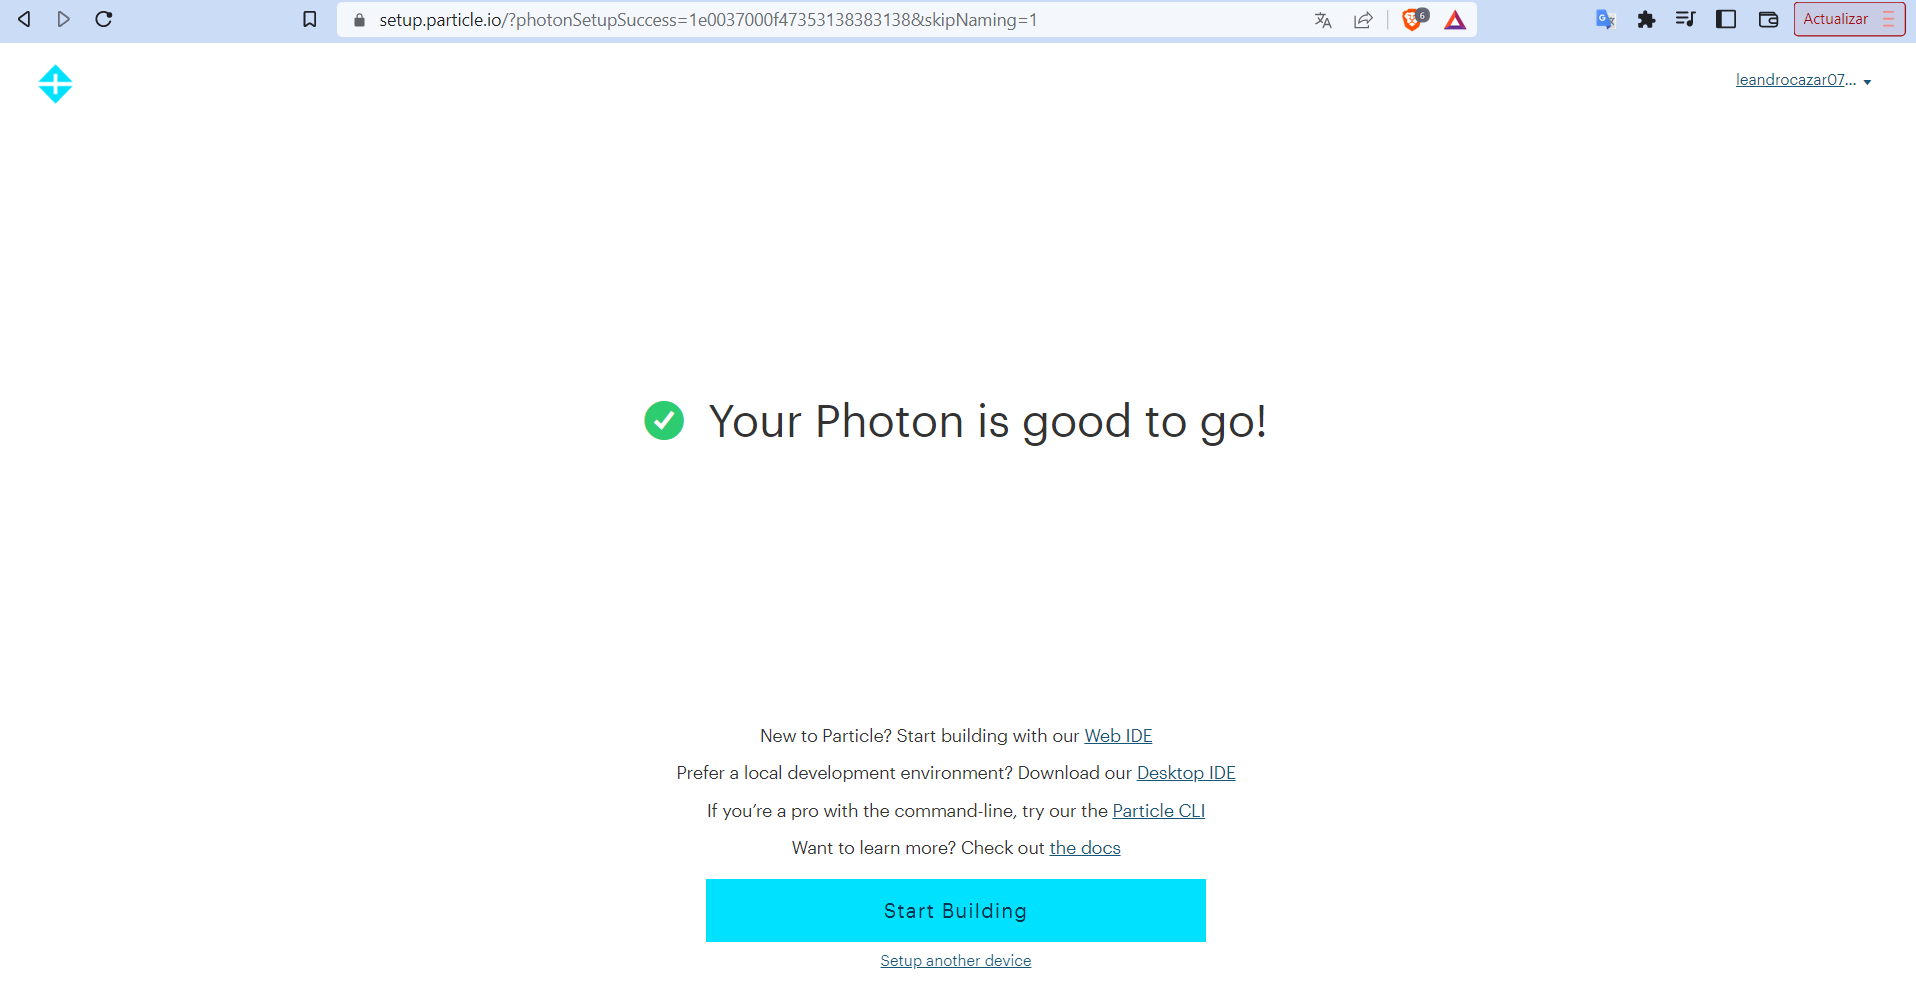 setup.particle.io/?photonSetupSuccess=1e0037000f47353138383138&skipNaming=1
6
G
Actualizar
leandrocazar07...
Your Photon is good to go!
New to Particle? Start building with our Web IDE
Prefer a local development environment? Download our Desktop IDE
If you’re a pro with the command-line, try our the Particle CLI
Want to learn more? Check out the docs
Start Building
Setup another device